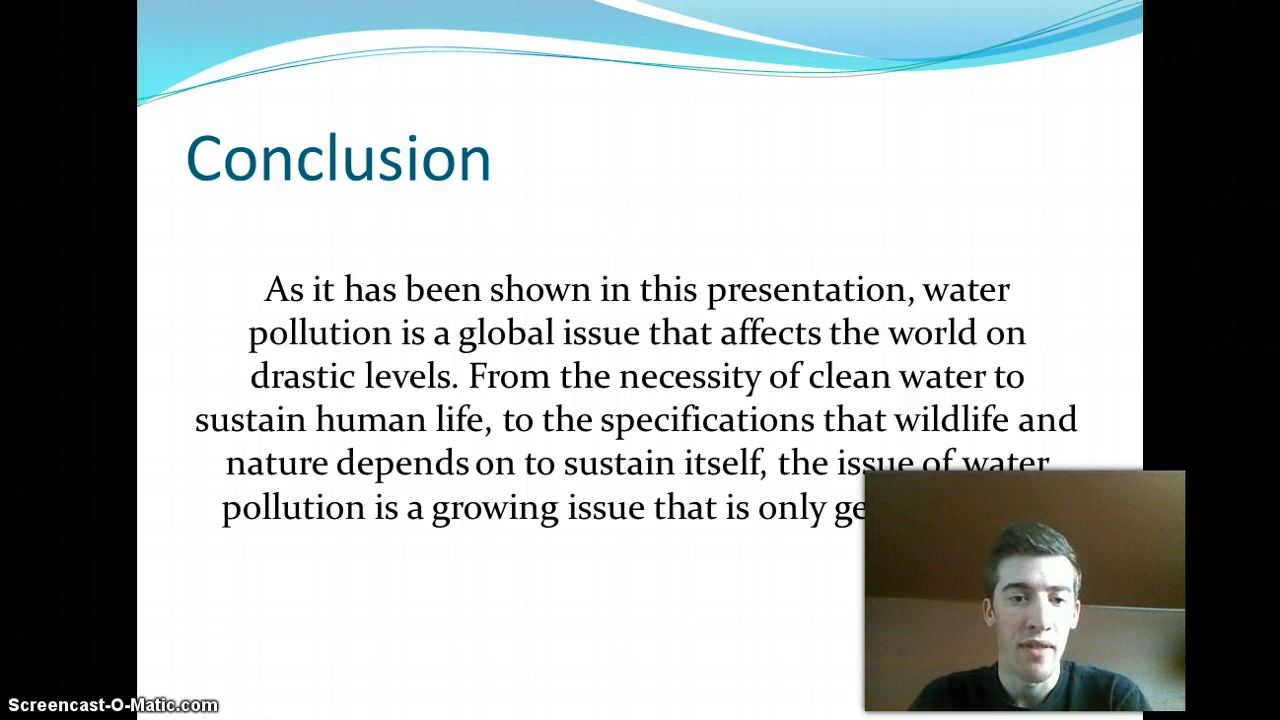 Conclusion
As it has been shown in this presentation, water
pollution is a global issue that affects the world on
drastic levels. From the necessity of clean water to
sustain human life, to the specifications that wildlife and
nature depends on to sustain itself, the issue of water
pollution is a growing issue that is only
Screencast-O-Matic.com